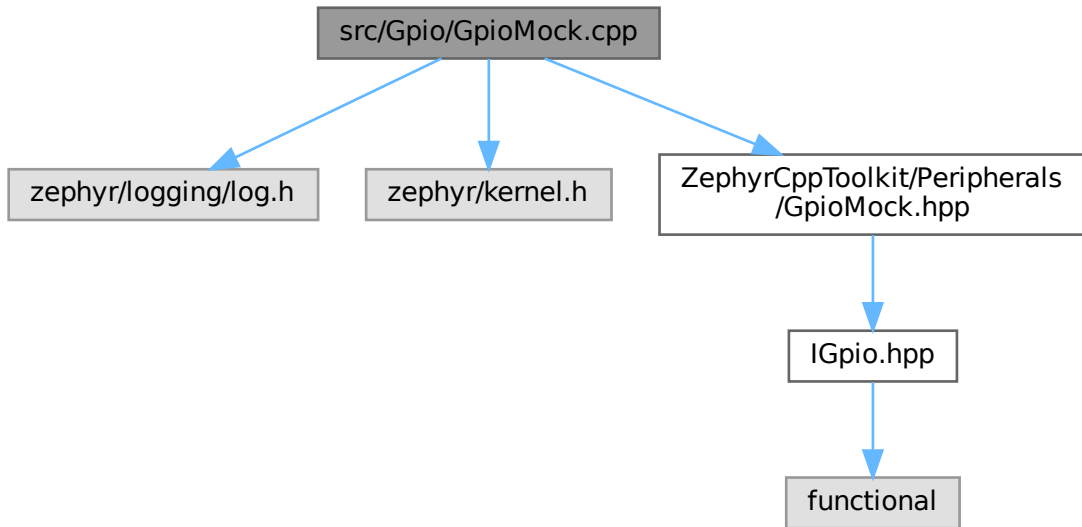 src/Gpio/GpioMock.cpp
zephyr/logging/log.h
zephyr/kernel.h
ZephyrCppToolkit/Peripherals
/GpioMock.hpp
IGpio.hpp
functional